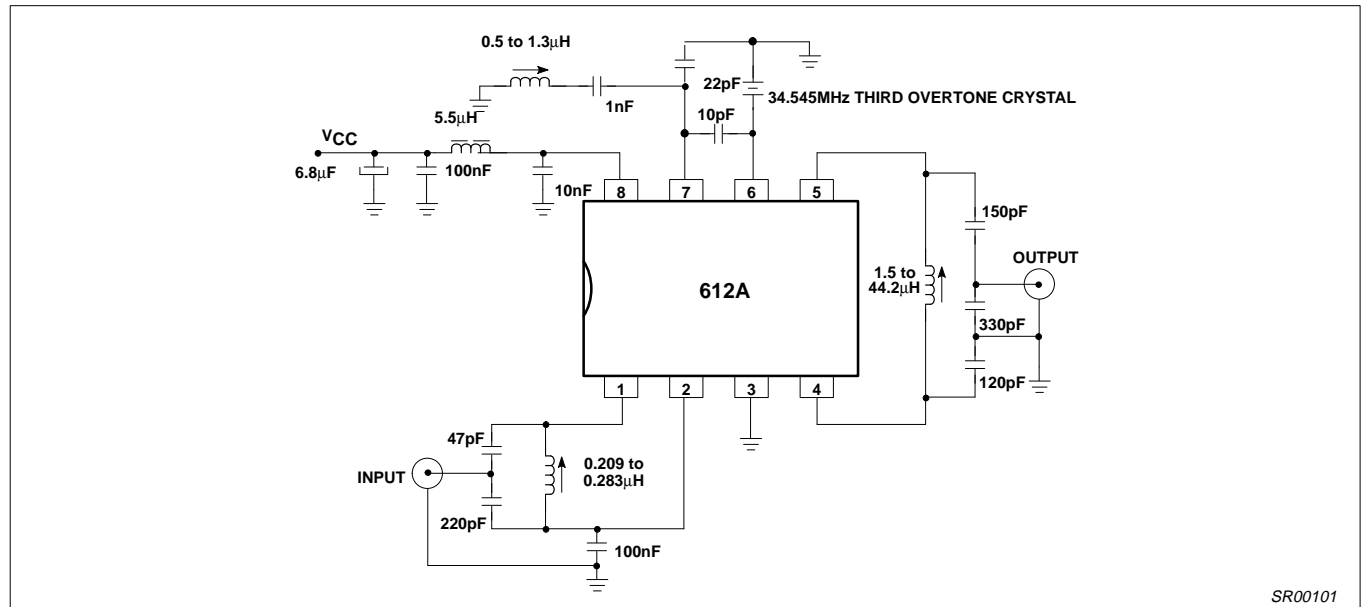 0.5 to 1.3µH
1nF
22pF
34.545MHz THIRD OVERTONE CRYSTAL
10pF
5.5µH
VCC
6.8µF
100nF
10nF
8
7
6
5
150pF
OUTPUT
1.5 to
44.2µH
330pF
120pF
612A
1
2
3
4
47pF
INPUT
0.209 to
0.283µH
220pF
100nF
SR00101